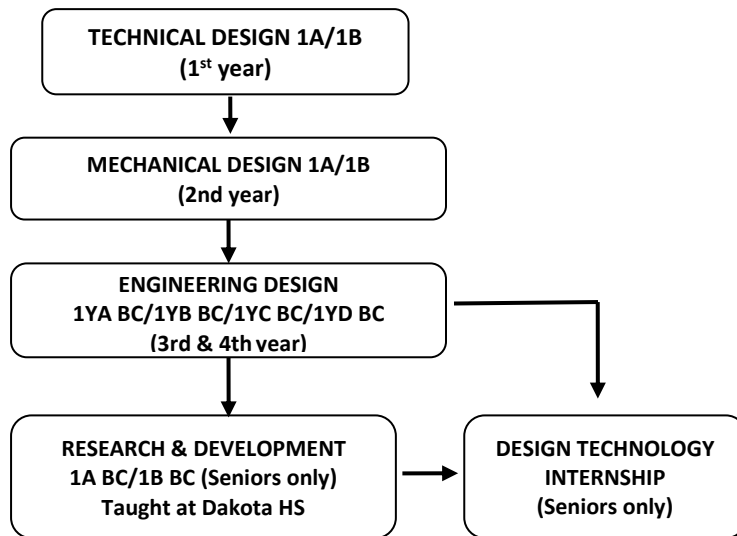 TECHNICAL DESIGN 1A/1B
(1st year)
MECHANICAL DESIGN 1A/1B
(2nd year)
ENGINEERING DESIGN
1YA BC/1YB BC/1YC BC/1YD BC
(3rd & 4th year)
RESEARCH & DEVELOPMENT
1A BC/1B BC (Seniors only)
Taught at Dakota HS
DESIGN TECHNOLOGY
INTERNSHIP
(Seniors only)